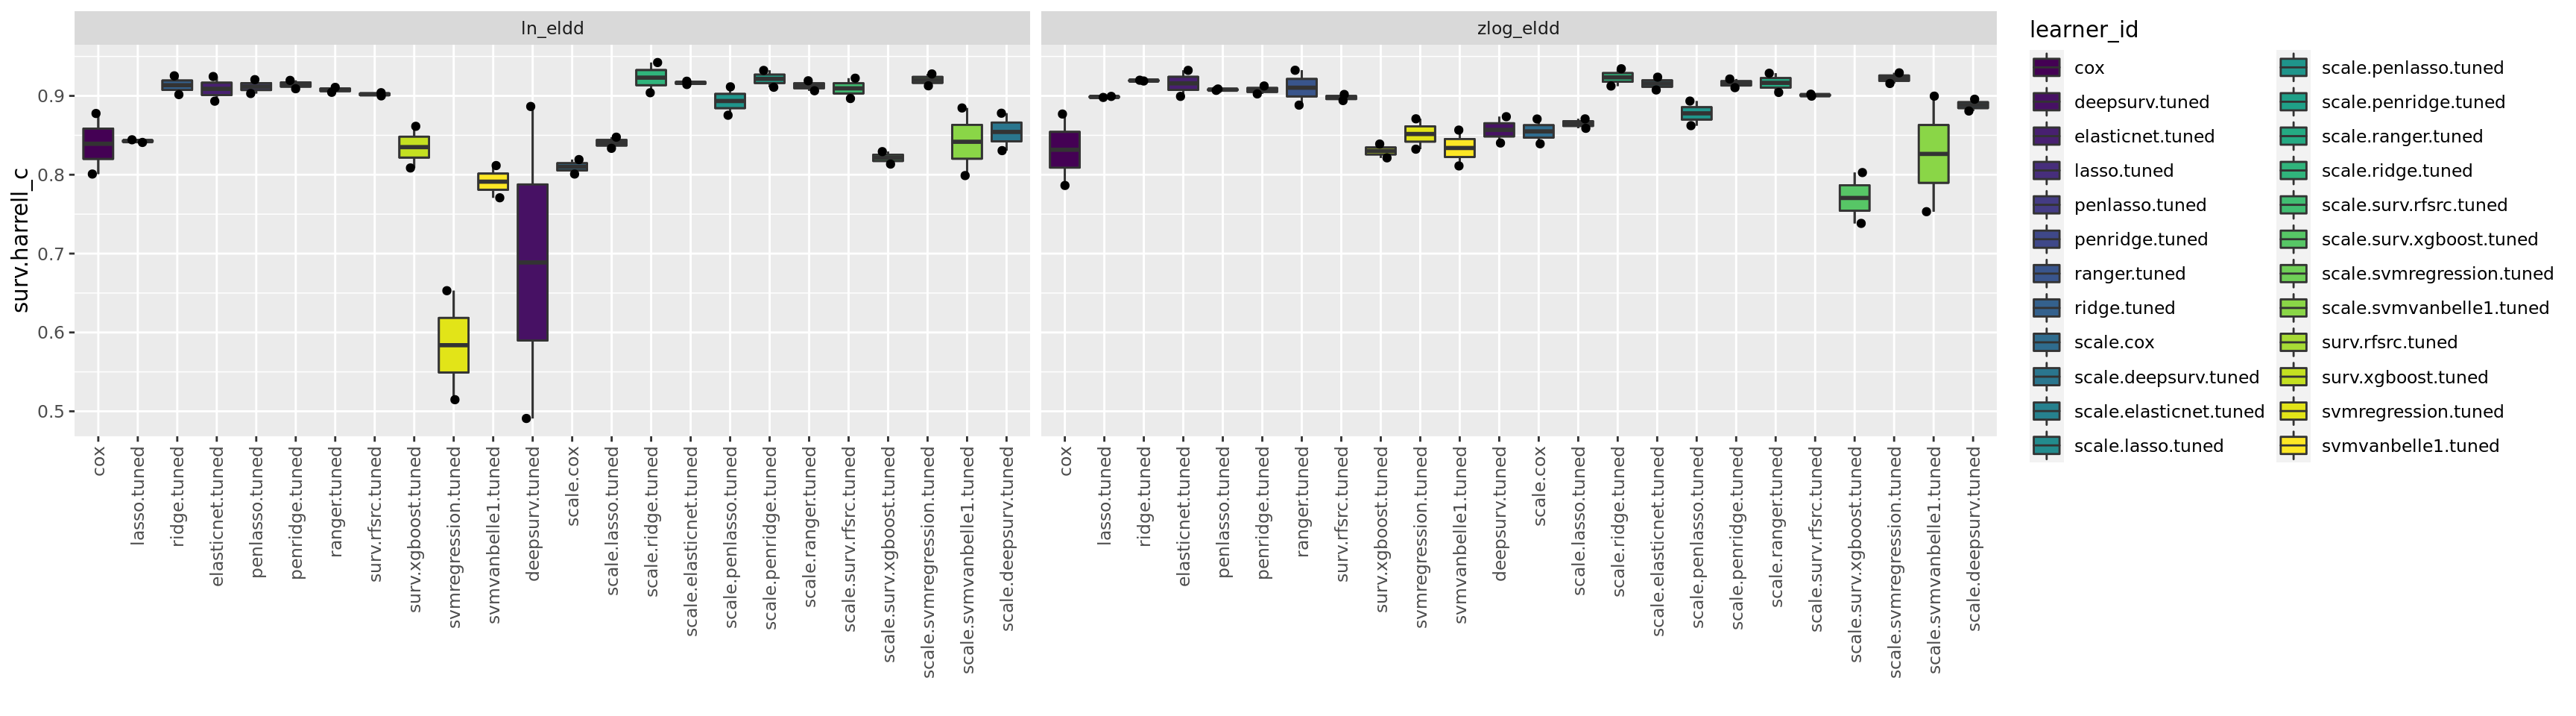 ln_eldd
zlog_eldd
surv.harrell_c
0.9
0.8
0.7
0.6
0.5
cox
lasso.tuned
ridge.tuned
elasticnet.tuned
penlasso.tuned
penridge.tuned
ranger.tuned
surv.rfsrc.tuned
surv.xgboost.tuned
svmregression.tuned
svmvanbelle1.tuned
deepsurv.tuned
scale.cox
scale.lasso.tuned
scale.ridge.tuned
scale.elasticnet.tuned
scale.penlasso.tuned
scale.penridge.tuned
scale.ranger.tuned
scale.surv.rfsrc.tuned
scale.surv.xgboost.tuned
scale.svmregression.tuned
scale.svmvanbelle1.tuned
scale.deepsurv.tuned
cox
lasso.tuned
ridge.tuned
elasticnet.tuned
penlasso.tuned
penridge.tuned
ranger.tuned
surv.rfsrc.tuned
surv.xgboost.tuned
svmregression.tuned
svmvanbelle1.tuned
deepsurv.tuned
scale.cox
scale.lasso.tuned
scale.ridge.tuned
scale.elasticnet.tuned
scale.penlasso.tuned
scale.penridge.tuned
scale.ranger.tuned
scale.surv.rfsrc.tuned
scale.surv.xgboost.tuned
scale.svmregression.tuned
scale.svmvanbelle1.tuned
scale.deepsurv.tuned
learner_id
cox
deepsurv.tuned
elasticnet.tuned
lasso.tuned
penlasso.tuned
penridge.tuned
ranger.tuned
ridge.tuned
scale.cox
scale.deepsurv.tuned
scale.elasticnet.tuned
scale.lasso.tuned
scale.penlasso.tuned
scale.penridge.tuned
scale.ranger.tuned
scale.ridge.tuned
scale.surv.rfsrc.tuned
scale.surv.xgboost.tuned
scale.svmregression.tuned
scale.svmvanbelle1.tuned
surv.rfsrc.tuned
surv.xgboost.tuned
svmregression.tuned
svmvanbelle1.tuned